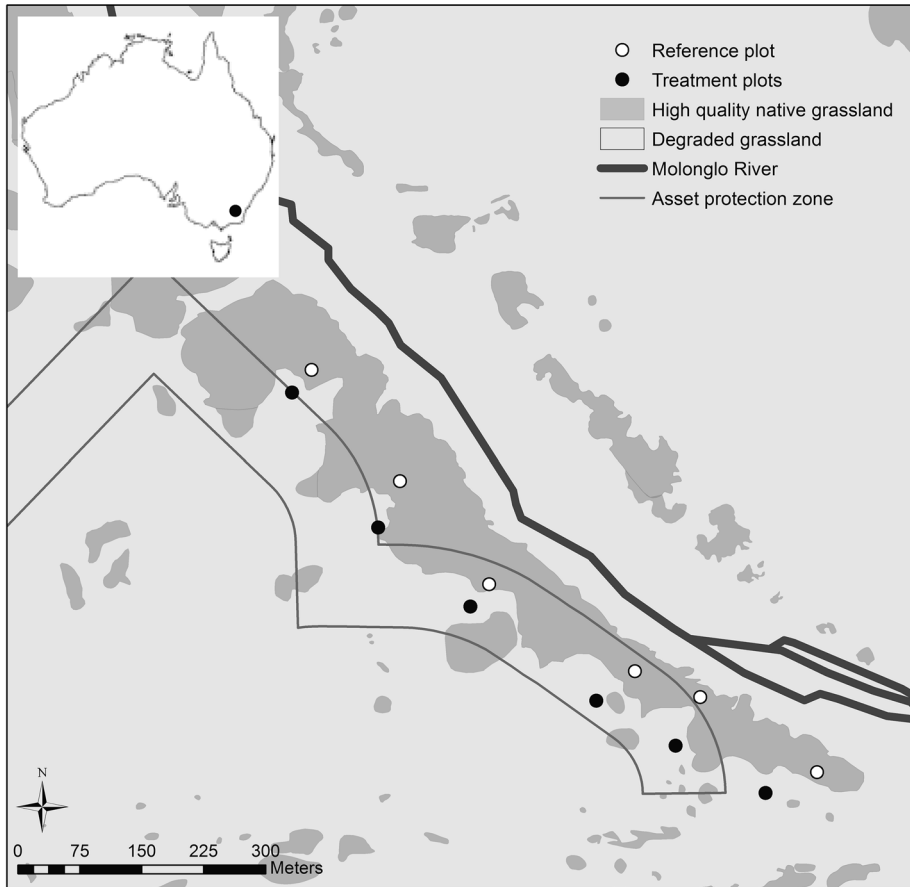 Reference plot
Treatment plots
High quality native grassland
Degraded grassland
Molonglo River
Asset protection zone
N
0 75 150 225 300
Meters